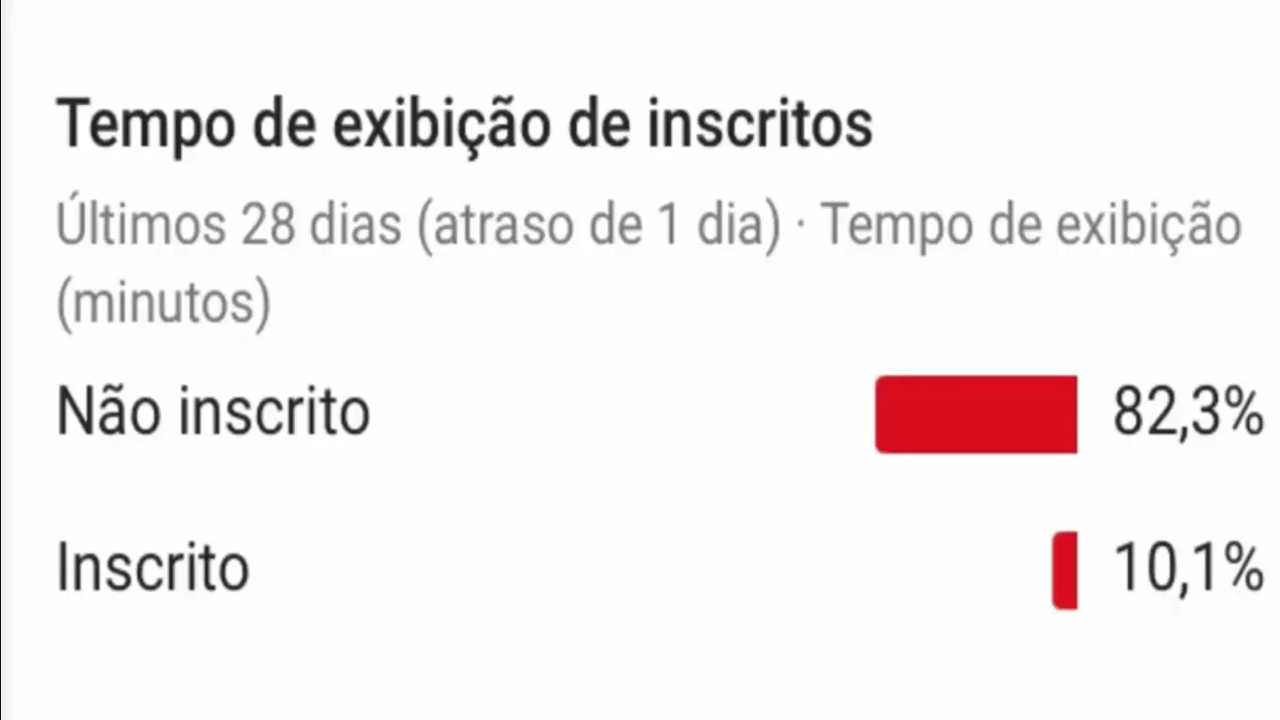 Tempo de exibição de inscritos
Últimos 28 dias (atraso de 1 dia) · Tempo de exibição
(minutos)
Não inscrito 82,3%
Inscrito 10,1%